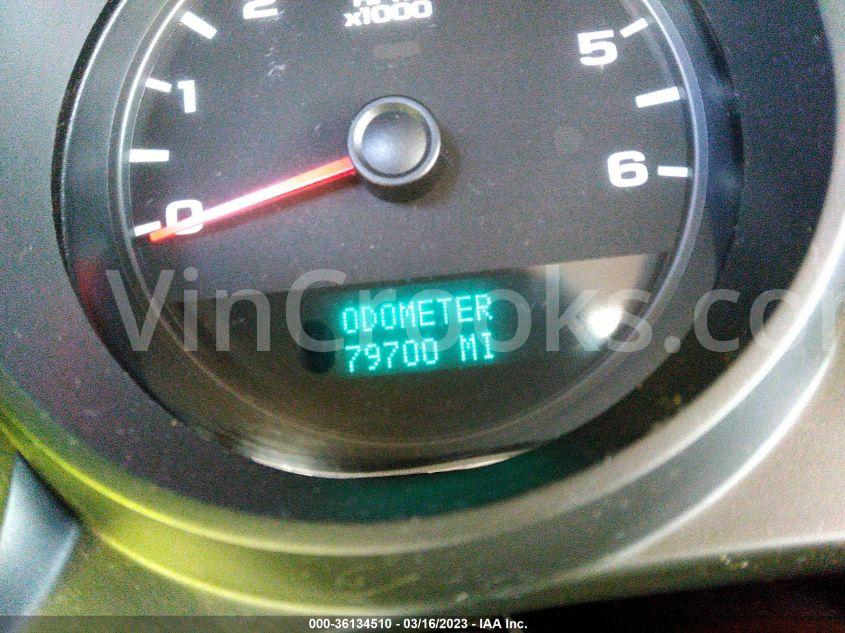 2
x1000
5
1
6
0
ODOMETER
79700 MI
VinCrooks.com
000-36134510 - 03/16/2023 - IAA Inc.